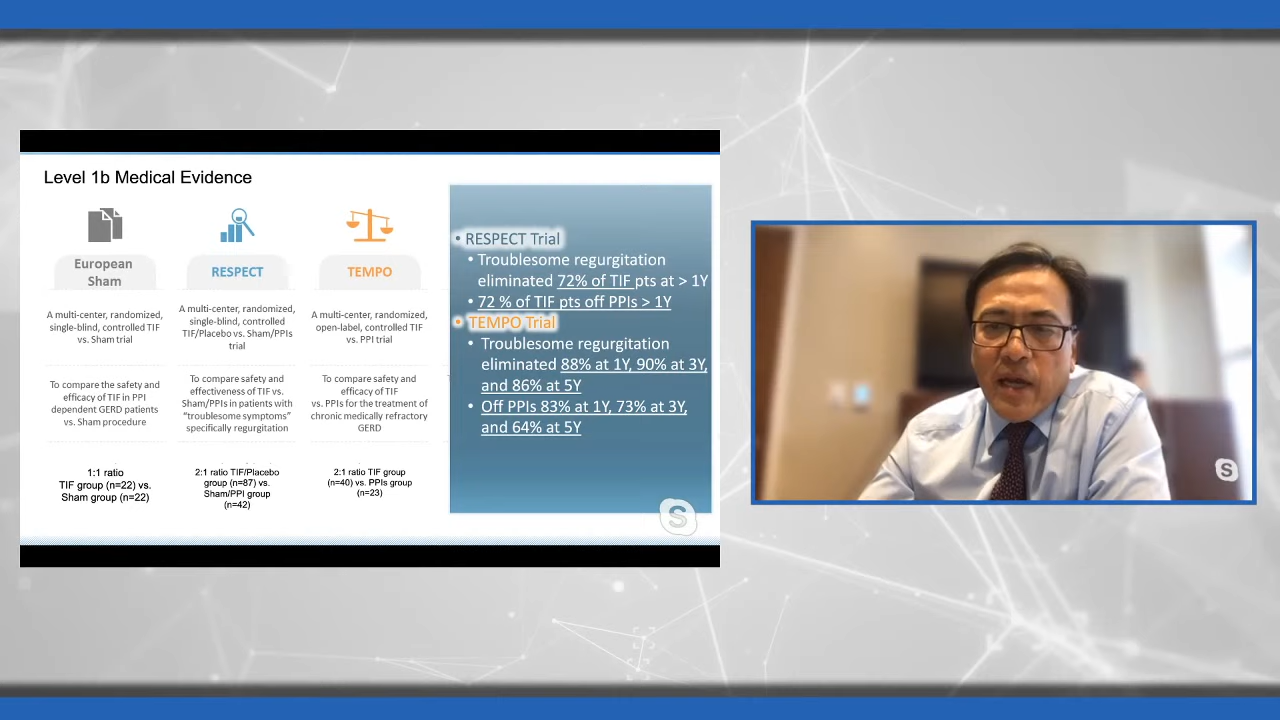 Level 1b Medical Evidence
European
Sham
RESPECT
TEMPO
A multi-center, randomized,
single-blind, controlled TIF
vs. Sham trial
A multi-center, randomized,
single-blind, controlled
TIF/Placebo vs. Sham/PPIs
trial
A multi-center, randomized,
open-label, controlled TIF
vs. PPI trial
To compare the safety and
efficacy of TIF in PPI
dependent GERD patients
vs. Sham procedure
To compare safety and
effectiveness of TIF vs.
Sham/PPIs in patients with
"troublesome symptoms"
specifically regurgitation
To compare safety and
efficacy of TIF
vs. PPIs for the treatment of
chronic medically refractory
GERD
1:1 ratio
TIF group (n=22) vs.
Sham group (n=22)
2:1 ratio TIF/Placebo
group (n=87) vs.
Sham/PPI group
(n=42)
2:1 ratio TIF group
(n=40) vs. PPIs group
(n=23)
• RESPECT Trial
• Troublesome regurgitation
eliminated 72% of TIF pts at > 1Y
• 72 % of TIF pts off PPIs > 1Y
• TEMPO Trial
• Troublesome regurgitation
eliminated 88% at 1Y, 90% at 3Y,
and 86% at 5Y
• Off PPIs 83% at 1Y, 73% at 3Y,
and 64% at 5Y
S
S